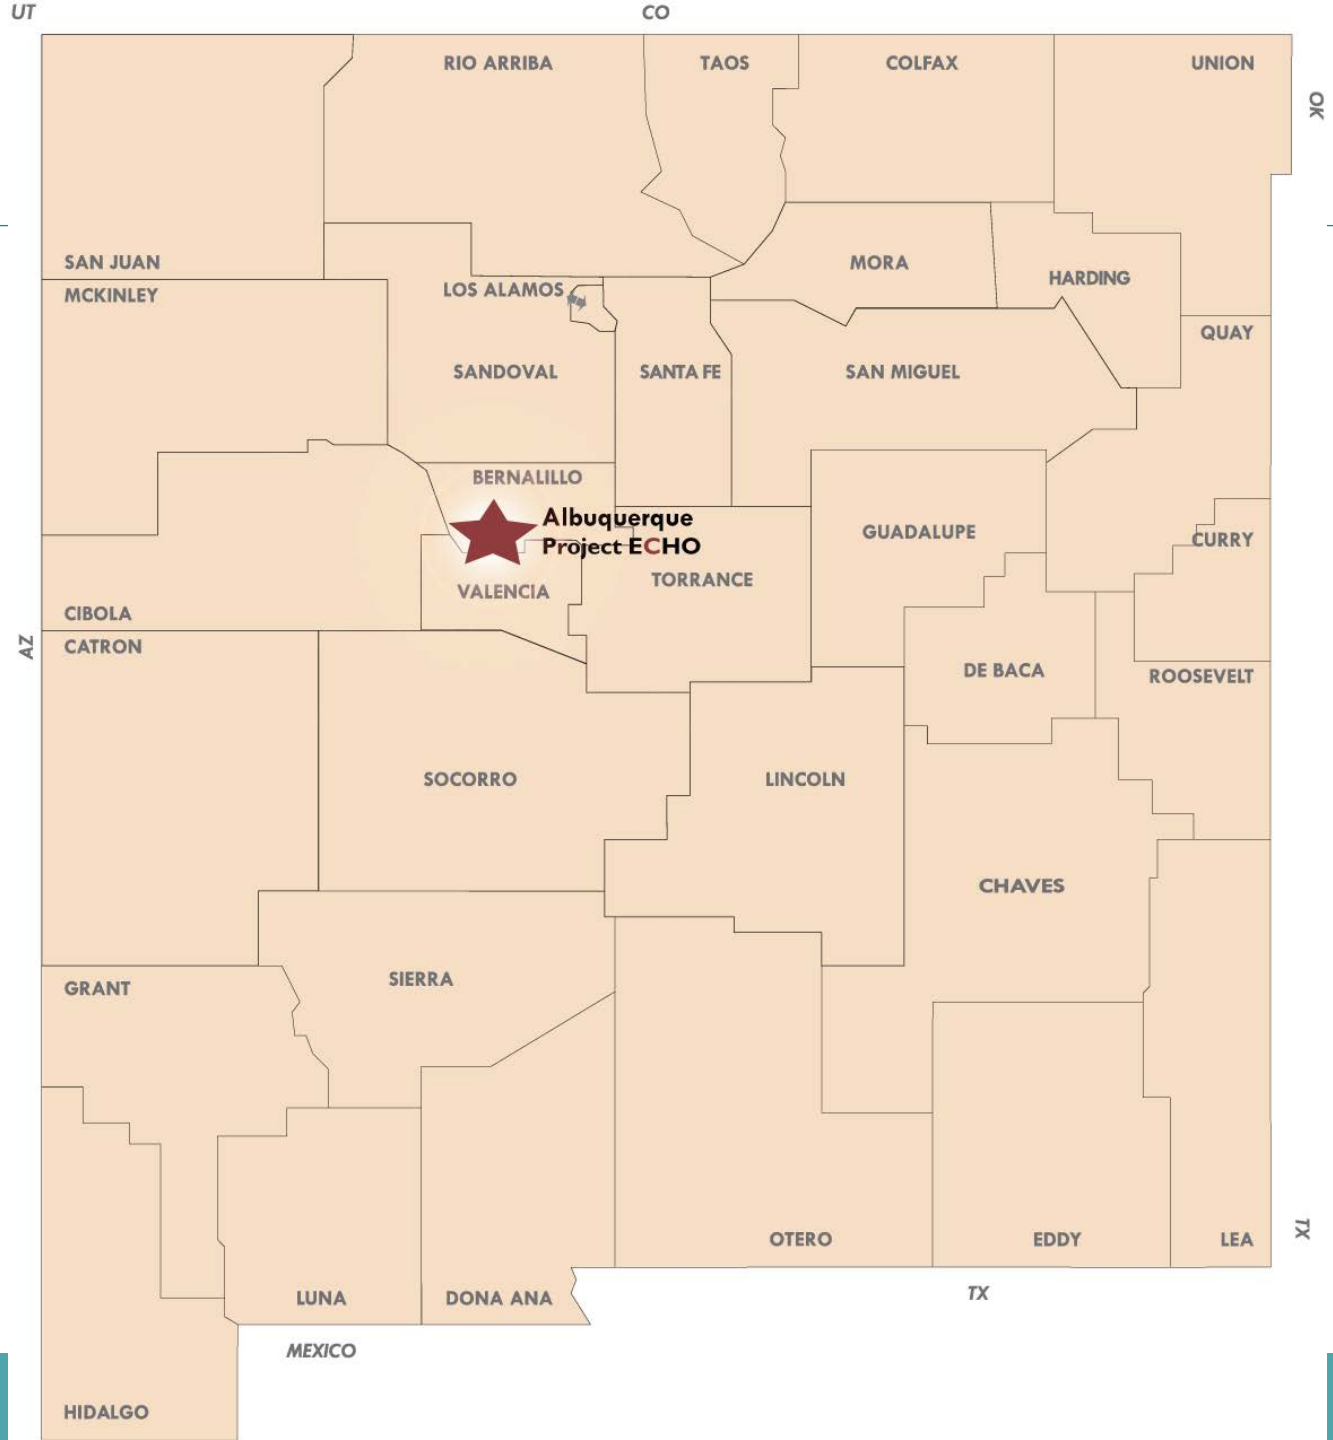 UT
CO
RIO ARRIBA
TAOS
COLFAX
UNION
OK
SAN JUAN
MORA
HARDING
MCKINLEY
LOS ALAMOS
QUAY
SANDOVAL
SANTA FE
SAN MIGUEL
BERNALILLO
Albuquerque
Project ECHO
GUADALUPE
CURRY
TORRANCE
VALENCIA
CIBOLA
AZ
CATRON
DE BACA
ROOSEVELT
SOCORRO
LINCOLN
CHAVES
SIERRA
GRANT
OTERO
EDDY
LEA
TX
LUNA
DONA ANA
TX
MEXICO
HIDALGO